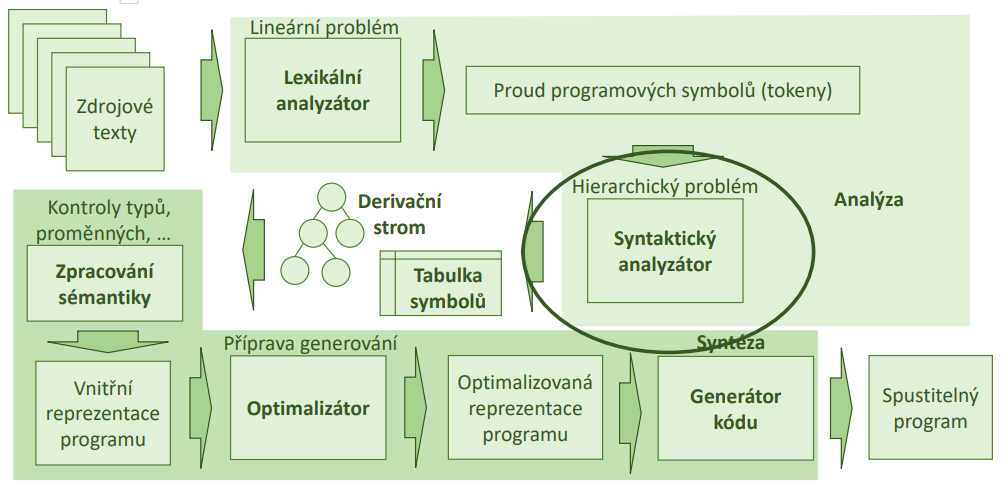 Lineární problém
Zdrojové
texty
Lexikální
analyzátor
Proud programových symbolů (tokeny)
Hierarchický problém
Syntaktický
analyzátor
Analýza
Derivační
strom
Tabulka
symbolů
Kontroly typů,
proměnných, ...
Zpracování
sémantiky
Vnitřní
reprezentace
programu
Příprava generování
Optimalizátor
Optimalizovaná
reprezentace
programu
Syntéza
Generátor
kódu
Spustitelný
program